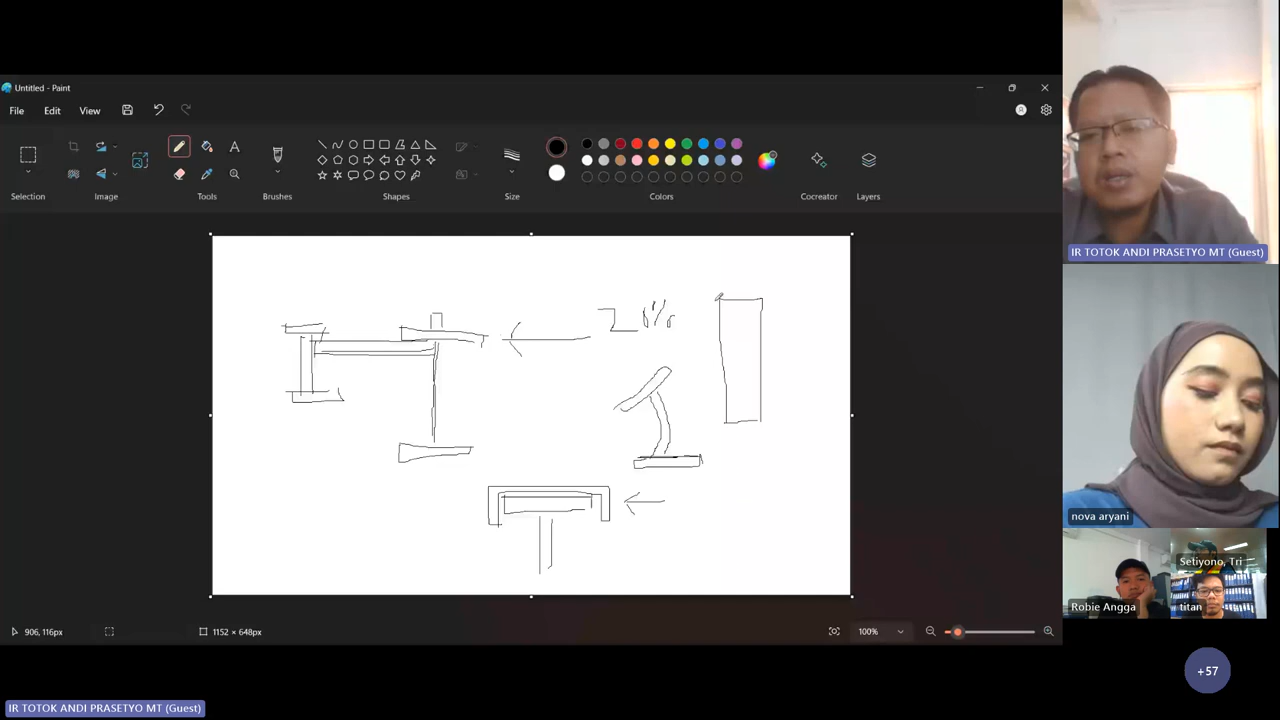 Untitled - Paint
File Edit View
Selection Image Tools Brushes Shapes Size Colors Cocreator Layers
IR TOTOK ANDI PRASETYO MT (Guest)
nova aryani
Robie Angga
Setiyono, Tri
titan
906, 116px
1152 × 648px
100%
+57
IR TOTOK ANDI PRASETYO MT (Guest)